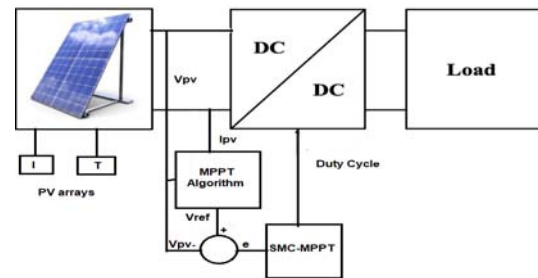 DC
Vpv
DC
Load
Ipv
I
T
MPPT
Algorithm
Duty Cycle
PV arrays
Vref
+
Vpv-
e
SMC-MPPT